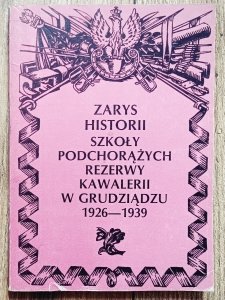 ZARYS
HISTORII
SZKOŁY
PODCHORĄŻYCH
REZERWY
KAWALERII
W GRUDZIĄDZU
1926—1939